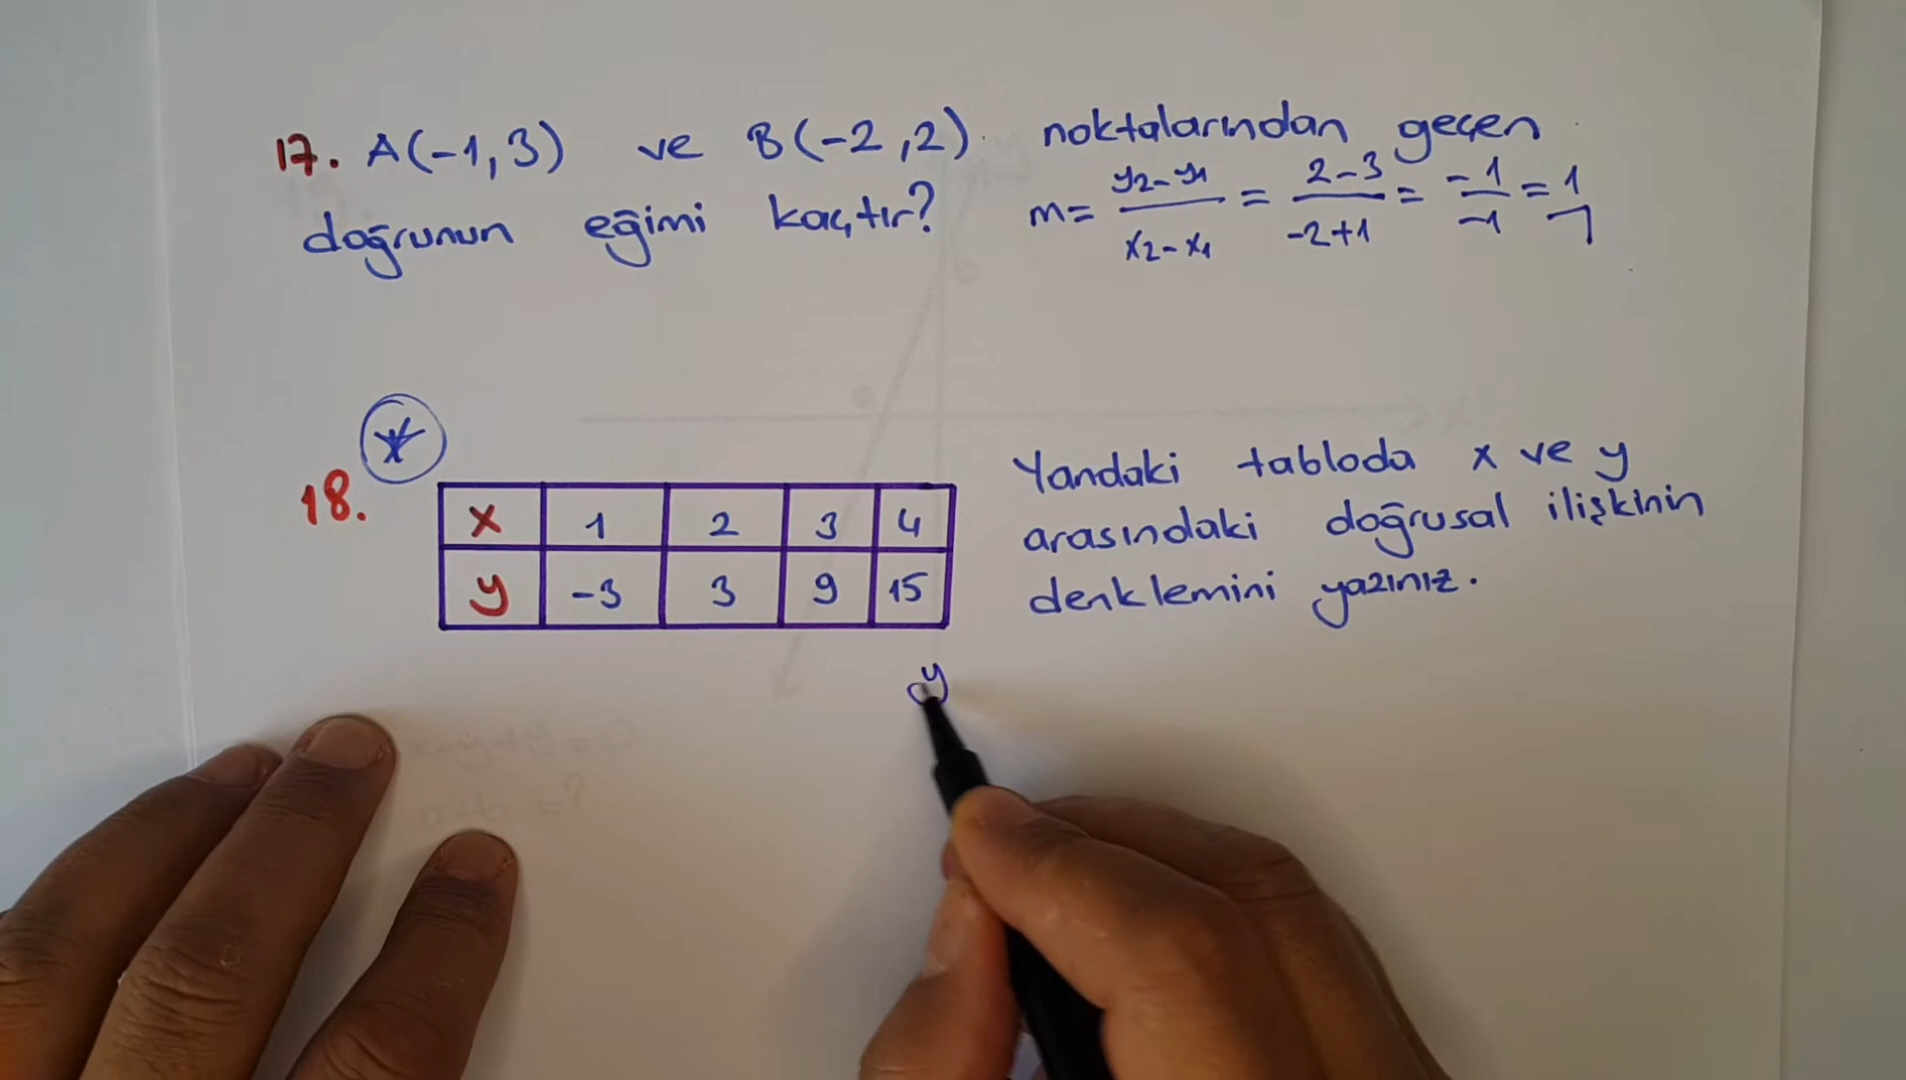 17. A(-1,3) ve B(-2,2) noktalarından geçen
doğrunun eğimi kaçtır? m = y2-y1 / x2-x1 = 2-3 / -2+1 = -1 / -1 = 1
18.
x 1 2 3 4
y -3 3 9 15
Yandaki tabloda x ve y
arasındaki doğrusal ilişkinin
denklemini yazınız.
y